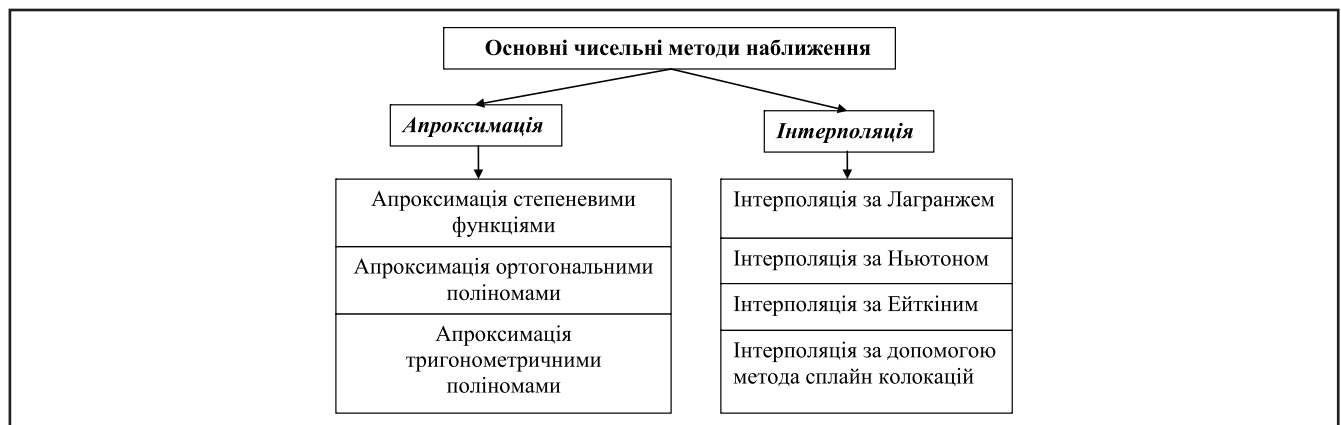 Основні чисельні методи наближення
Апроксимація
Інтерполяція
Апроксимація степеневими
функціями
Апроксимація ортогональними
поліномами
Апроксимація
тригонометричними
поліномами
Інтерполяція за Лагранжем
Інтерполяція за Ньютоном
Інтерполяція за Ейткіним
Інтерполяція за допомогою
метода сплайн колокацій